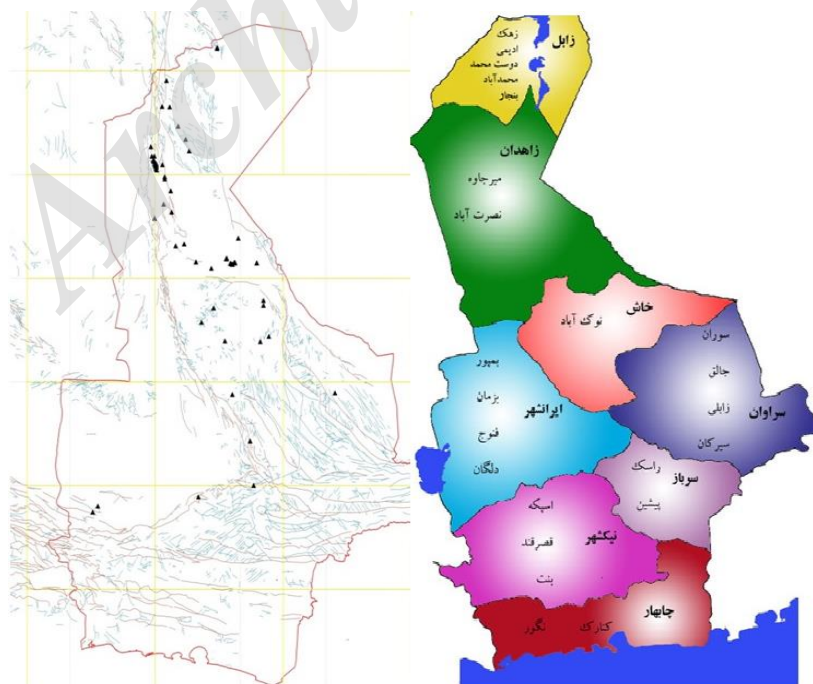 Archi
زابل
زهک
ادیمی
دوست محمد
محمدآباد
بنجار
زاهدان
میرجاوه
نصرت آباد
خاش
نوک آباد
سوران
جالق
زابلی
سیرکان
سراوان
بمپور
بزمان
فنوج
دلگان
ایرانشهر
راسک
پیشین
سرباز
اسپکه
قصرقند
بنت
نیکشهر
چابهار
کنارک
نگور